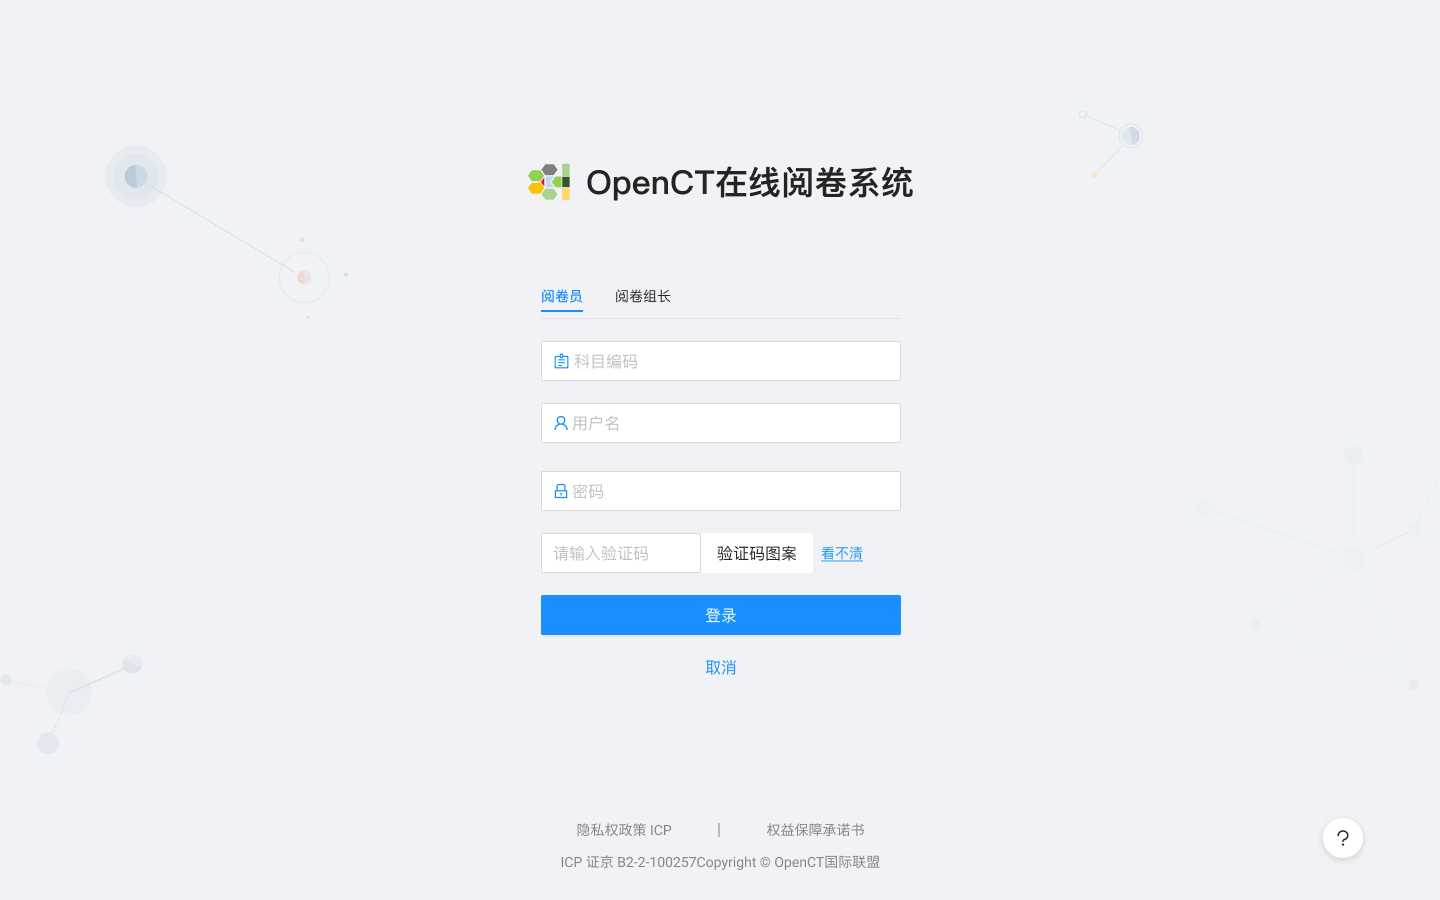 OpenCT在线阅卷系统
阅卷员 阅卷组长
科目编码
用户名
密码
请输入验证码 验证码图案 看不清
登录
取消
隐私权政策 ICP | 权益保障承诺书
?
ICP 证京 B2-2-100257Copyright © OpenCT国际联盟